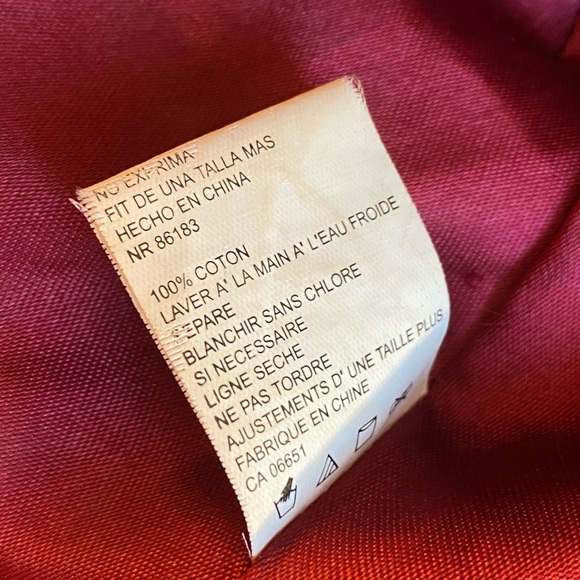 NO EXPRIMA
FIT DE UNA TALLA MAS
HECHO EN CHINA
NR 86183
100% COTON
LAVER A' LA MAIN A' L'EAU FROIDE
SEPARE
BLANCHIR SANS CHLORE
SI NECESSAIRE
LIGNE SECHE
NE PAS TORDRE
AJUSTEMENTS D' UNE TAILLE PLUS
FABRIQUE EN CHINE
CA 06651